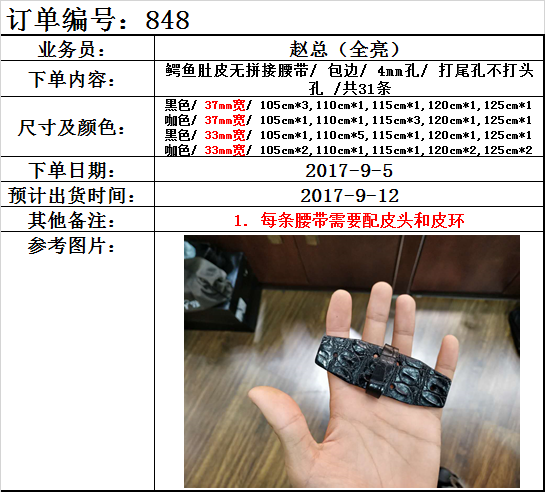 订单编号：848
业务员： 赵总（全亮）
下单内容： 鳄鱼肚皮无拼接腰带/ 包边/ 4mm孔/ 打尾孔不打头
孔 /共31条
尺寸及颜色： 黑色/ 37mm宽/ 105cm*3,110cm*1,115cm*1,120cm*1,125cm*1
咖色/ 37mm宽/ 105cm*1,110cm*1,115cm*3,120cm*1,125cm*1
黑色/ 33mm宽/ 105cm*1,110cm*5,115cm*1,120cm*1,125cm*1
咖色/ 33mm宽/ 105cm*2,110cm*1,115cm*1,120cm*2,125cm*2
下单日期： 2017-9-5
预计出货时间： 2017-9-12
其他备注： 1. 每条腰带需要配皮头和皮环
参考图片：